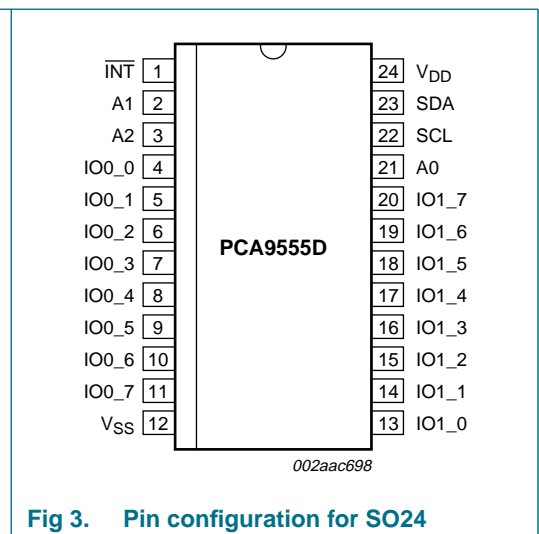 INT 1 24 VDD
A1 2 23 SDA
A2 3 22 SCL
IO0_0 4 21 A0
IO0_1 5 20 IO1_7
IO0_2 6 19 IO1_6
PCA9555D
IO0_3 7 18 IO1_5
IO0_4 8 17 IO1_4
IO0_5 9 16 IO1_3
IO0_6 10 15 IO1_2
IO0_7 11 14 IO1_1
VSS 12 13 IO1_0
002aac698
Fig 3. Pin configuration for SO24